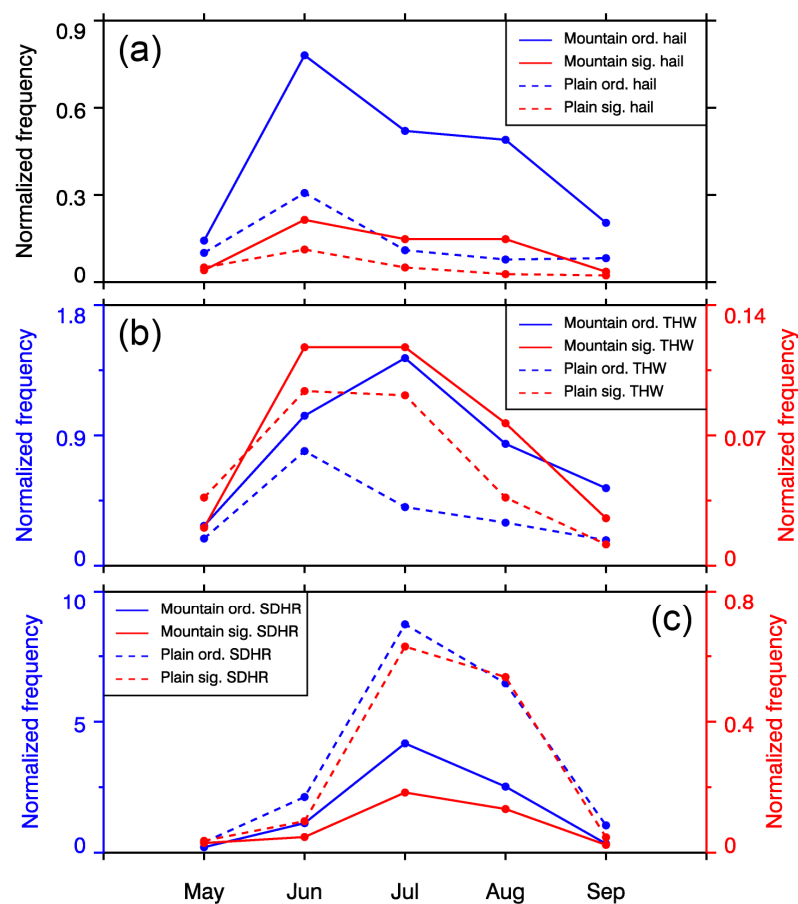 (a)
Normalized frequency
0.9
0.6
0.3
0
Mountain ord. hail
Mountain sig. hail
Plain ord. hail
Plain sig. hail
(b)
Normalized frequency
1.8
0.9
0
Mountain ord. THW
Mountain sig. THW
Plain ord. THW
Plain sig. THW
0.14
0.07
0
Normalized frequency
(c)
Normalized frequency
10
5
0
Mountain ord. SDHR
Mountain sig. SDHR
Plain ord. SDHR
Plain sig. SDHR
0.8
0.4
0
Normalized frequency
May Jun Jul Aug Sep